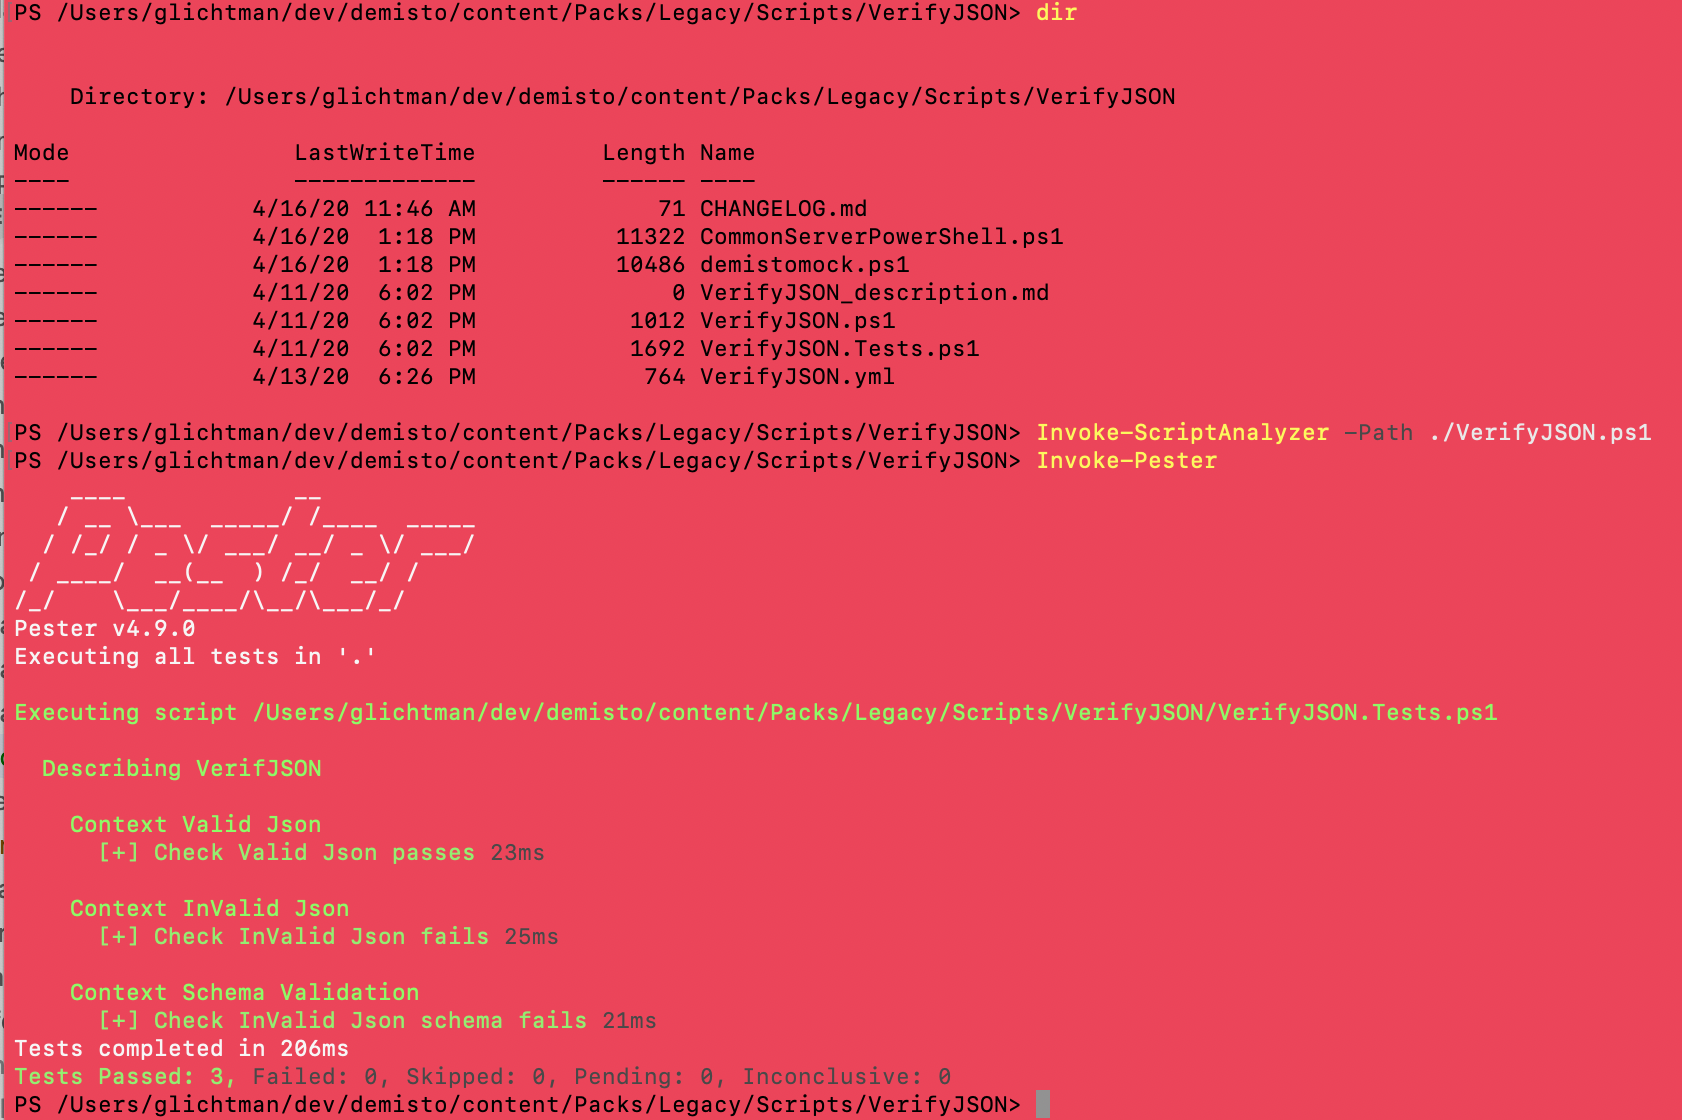 PS /Users/glichtman/dev/demisto/content/Packs/Legacy/Scripts/VerifyJSON> dir
Directory: /Users/glichtman/dev/demisto/content/Packs/Legacy/Scripts/VerifyJSON
Mode                LastWriteTime         Length Name
----                -------------         ------ ----
------           4/16/20 11:46 AM             71 CHANGELOG.md
------           4/16/20  1:18 PM          11322 CommonServerPowerShell.ps1
------           4/16/20  1:18 PM          10486 demistomock.ps1
------           4/11/20  6:02 PM              0 VerifyJSON_description.md
------           4/11/20  6:02 PM           1012 VerifyJSON.ps1
------           4/11/20  6:02 PM           1692 VerifyJSON.Tests.ps1
------           4/13/20  6:26 PM            764 VerifyJSON.yml
PS /Users/glichtman/dev/demisto/content/Packs/Legacy/Scripts/VerifyJSON> Invoke-ScriptAnalyzer -Path ./VerifyJSON.ps1
PS /Users/glichtman/dev/demisto/content/Packs/Legacy/Scripts/VerifyJSON> Invoke-Pester
Pester
Pester v4.9.0
Executing all tests in '.'
Executing script /Users/glichtman/dev/demisto/content/Packs/Legacy/Scripts/VerifyJSON/VerifyJSON.Tests.ps1
Describing VerifJSON
Context Valid Json
[+] Check Valid Json passes 23ms
Context InValid Json
[+] Check InValid Json fails 25ms
Context Schema Validation
[+] Check InValid Json schema fails 21ms
Tests completed in 206ms
Tests Passed: 3, Failed: 0, Skipped: 0, Pending: 0, Inconclusive: 0
PS /Users/glichtman/dev/demisto/content/Packs/Legacy/Scripts/VerifyJSON>